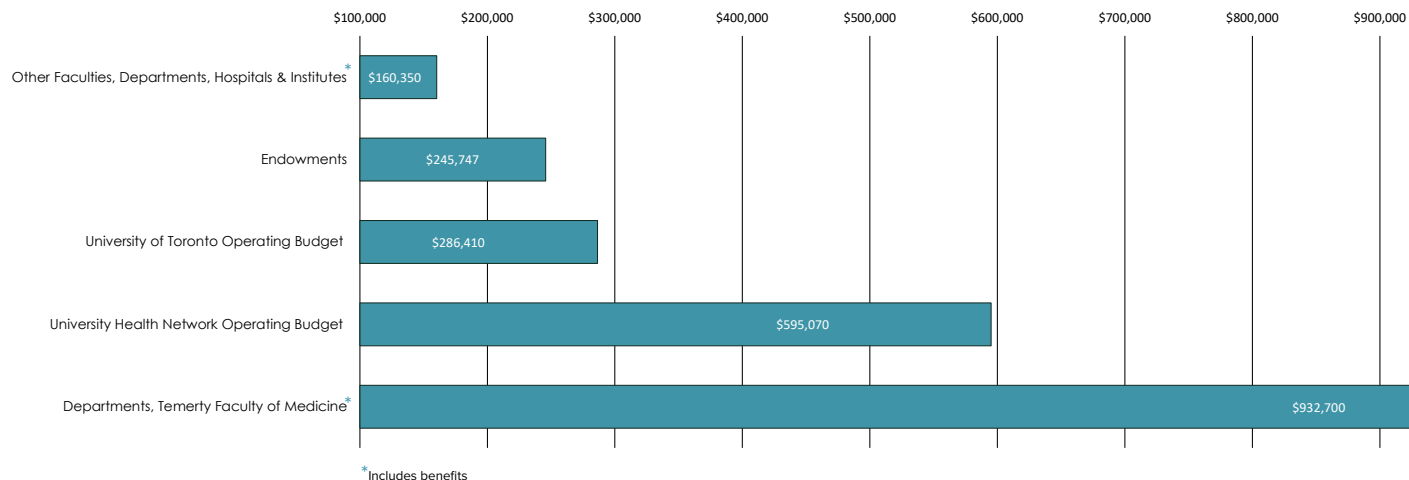 $100,000 $200,000 $300,000 $400,000 $500,000 $600,000 $700,000 $800,000 $900,000
Other Faculties, Departments, Hospitals & Institutes* $160,350
Endowments $245,747
University of Toronto Operating Budget $286,410
University Health Network Operating Budget $595,070
Departments, Temerty Faculty of Medicine* $932,700
*Includes benefits